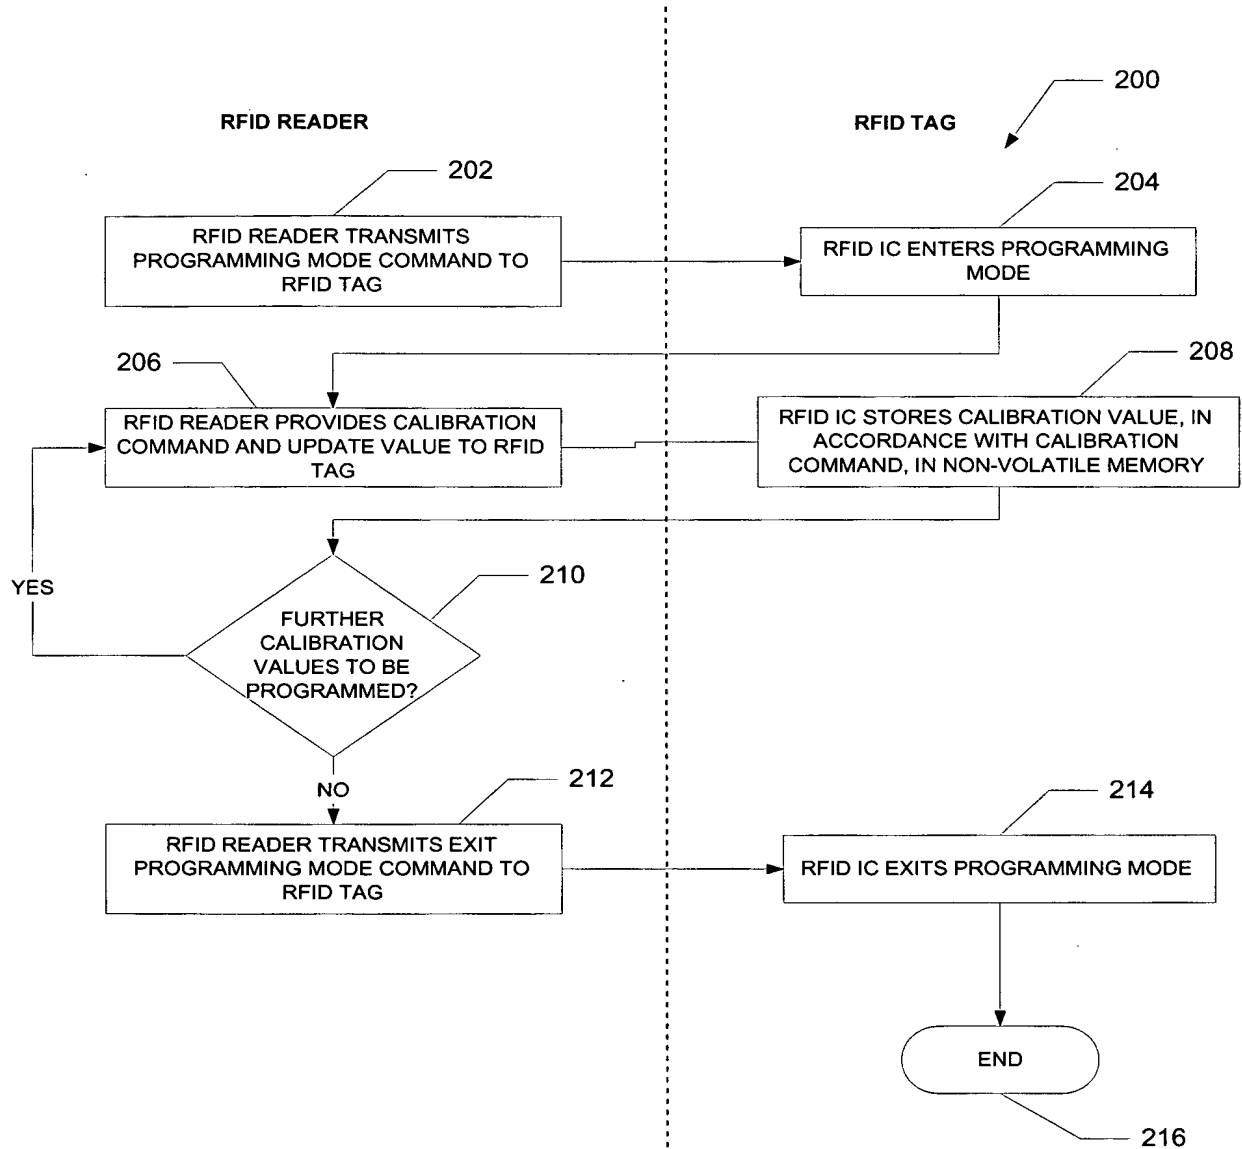 200
RFID READER
RFID TAG
202
204
RFID READER TRANSMITS
PROGRAMMING MODE COMMAND TO
RFID TAG
RFID IC ENTERS PROGRAMMING
MODE
206
208
RFID READER PROVIDES CALIBRATION
COMMAND AND UPDATE VALUE TO RFID
TAG
RFID IC STORES CALIBRATION VALUE, IN
ACCORDANCE WITH CALIBRATION
COMMAND, IN NON-VOLATILE MEMORY
YES
210
FURTHER
CALIBRATION
VALUES TO BE
PROGRAMMED?
NO
212
214
RFID READER TRANSMITS EXIT
PROGRAMMING MODE COMMAND TO
RFID TAG
RFID IC EXITS PROGRAMMING MODE
END
216